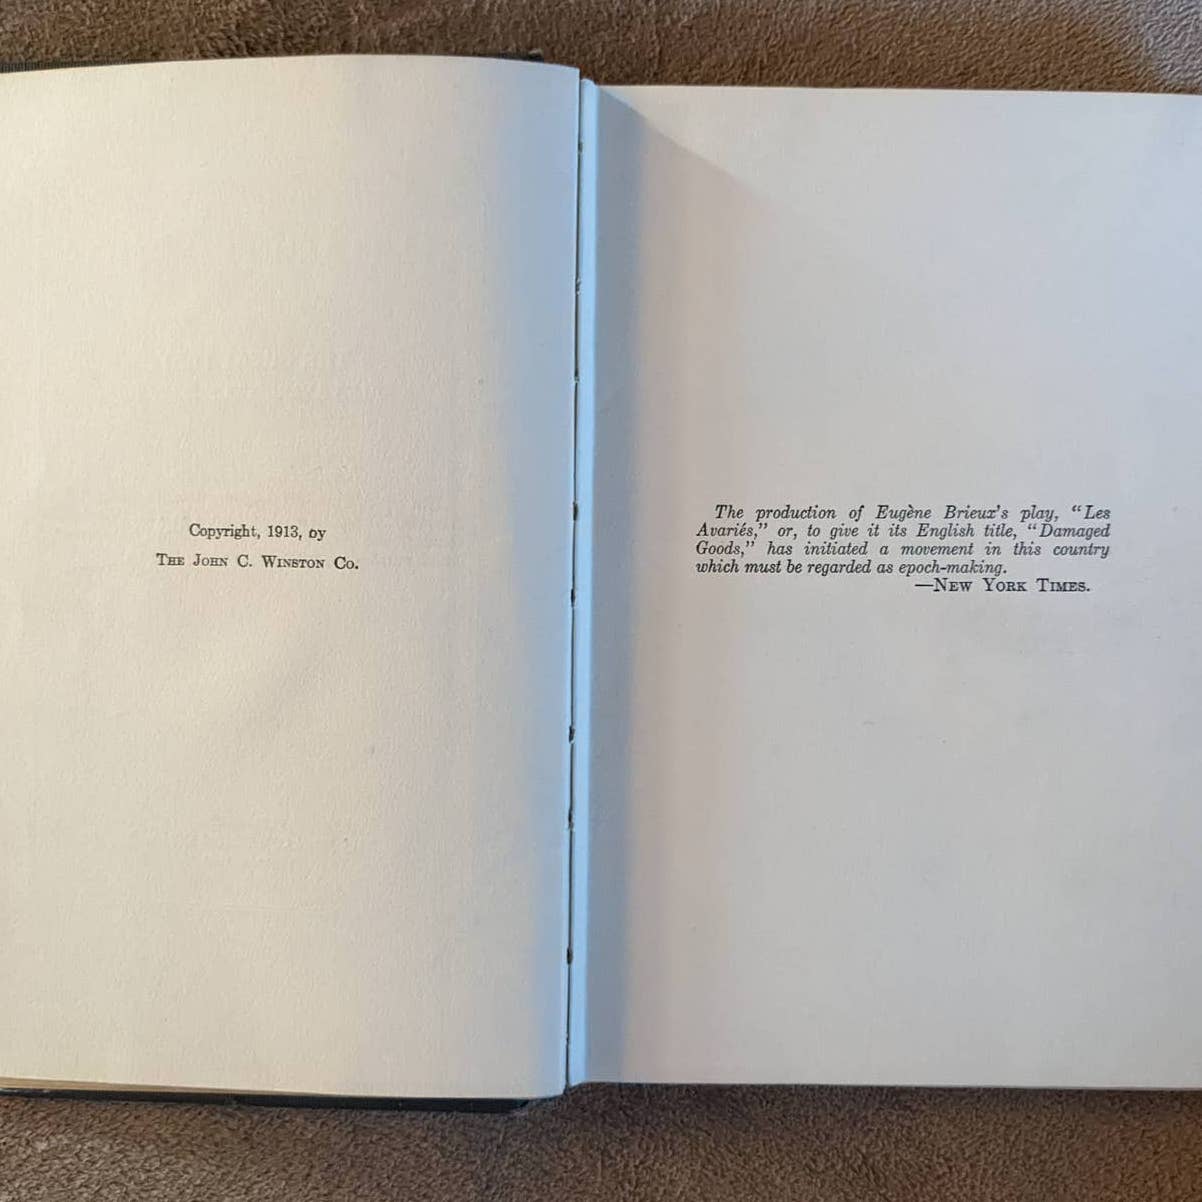 Copyright, 1913, by
The John C. Winston Co.
The production of Eugène Brieux's play, "Les
Avariés," or, to give it its English title, "Damaged
Goods," has initiated a movement in this country
which must be regarded as epoch-making.
—New York Times.